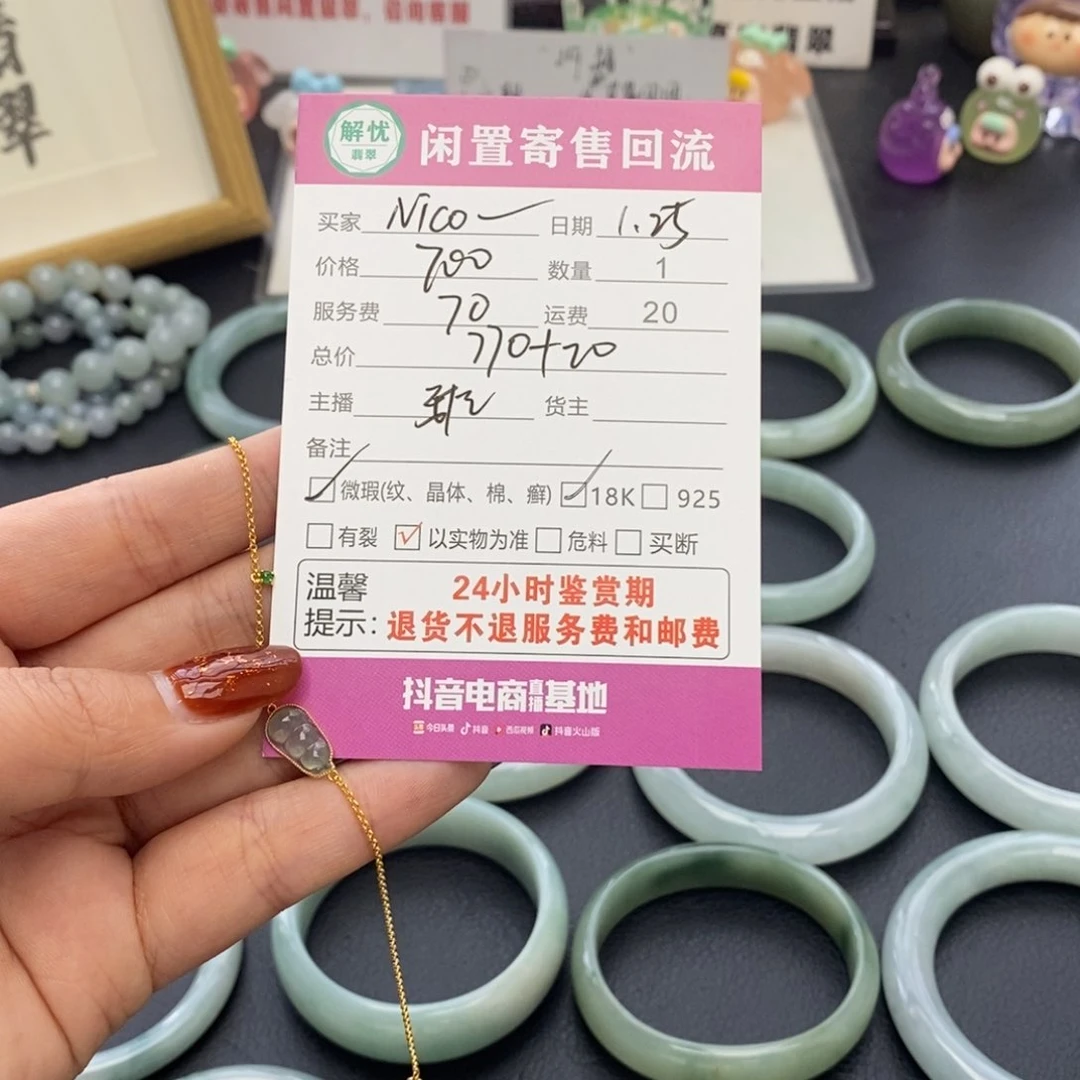 翠
翡翠
解忧
翡翠
闲置寄售回流
买家 NICO 日期 1.25
价格 700 数量 1
服务费 70 运费 20
总价 770+20
主播 货主
备注
微瑕(纹、晶体、棉、癣) 18K 925
有裂 以实物为准 危料 买断
温馨
提示:
24小时鉴赏期
退货不退服务费和邮费
抖音电商直播基地
今日头条 抖音 西瓜视频 抖音火山版